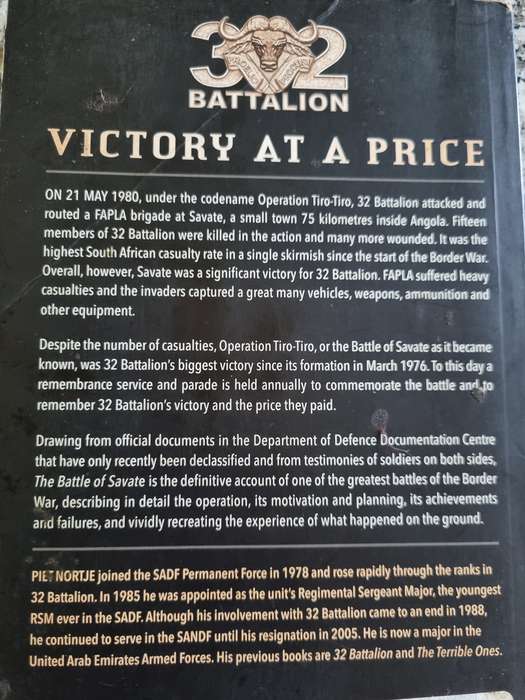 32
BATTALION
VICTORY AT A PRICE
ON 21 MAY 1980, under the codename Operation Tiro-Tiro, 32 Battalion attacked and
routed a FAPLA brigade at Savate, a small town 75 kilometres inside Angola. Fifteen
members of 32 Battalion were killed in the action and many more wounded. It was the
highest South African casualty rate in a single skirmish since the start of the Border War.
Overall, however, Savate was a significant victory for 32 Battalion. FAPLA suffered heavy
casualties and the invaders captured a great many vehicles, weapons, ammunition and
other equipment.
Despite the number of casualties, Operation Tiro-Tiro, or the Battle of Savate as it became
known, was 32 Battalion's biggest victory since its formation in March 1976. To this day a
remembrance service and parade is held annually to commemorate the battle and to
remember 32 Battalion's victory and the price they paid.
Drawing from official documents in the Department of Defence Documentation Centre
that have only recently been declassified and from testimonies of soldiers on both sides,
The Battle of Savate is the definitive account of one of the greatest battles of the Border
War, describing in detail the operation, its motivation and planning, its achievements
and failures, and vividly recreating the experience of what happened on the ground.
PIET NORTJE joined the SADF Permanent Force in 1978 and rose rapidly through the ranks in
32 Battalion. In 1985 he was appointed as the unit's Regimental Sergeant Major, the youngest
RSM ever in the SADF. Although his involvement with 32 Battalion came to an end in 1988,
he continued to serve in the SANDF until his resignation in 2005. He is now a major in the
United Arab Emirates Armed Forces. His previous books are 32 Battalion and The Terrible Ones.